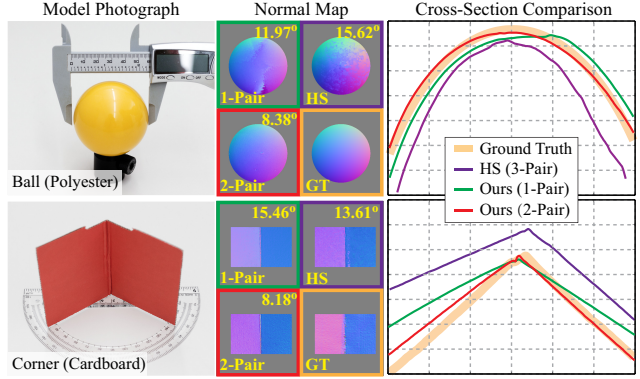 Model Photograph
Normal Map
Cross-Section Comparison
11.97°
15.62°
1-Pair
HS
8.38°
2-Pair
GT
Ball (Polyester)
Ground Truth
HS (3-Pair)
Ours (1-Pair)
Ours (2-Pair)
15.46°
13.61°
1-Pair
HS
8.18°
2-Pair
GT
Corner (Cardboard)